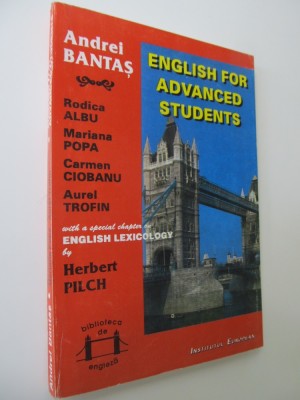 Andrei
BANTAȘ
Rodica
ALBU
Mariana
POPA
Carmen
CIOBANU
Aurel
TROFIN
with a special chapter on
ENGLISH LEXICOLOGY
by
Herbert
PILCH
biblioteca
de
engleză
ENGLISH FOR
ADVANCED
STUDENTS
INSTITUTUL EUROPEAN